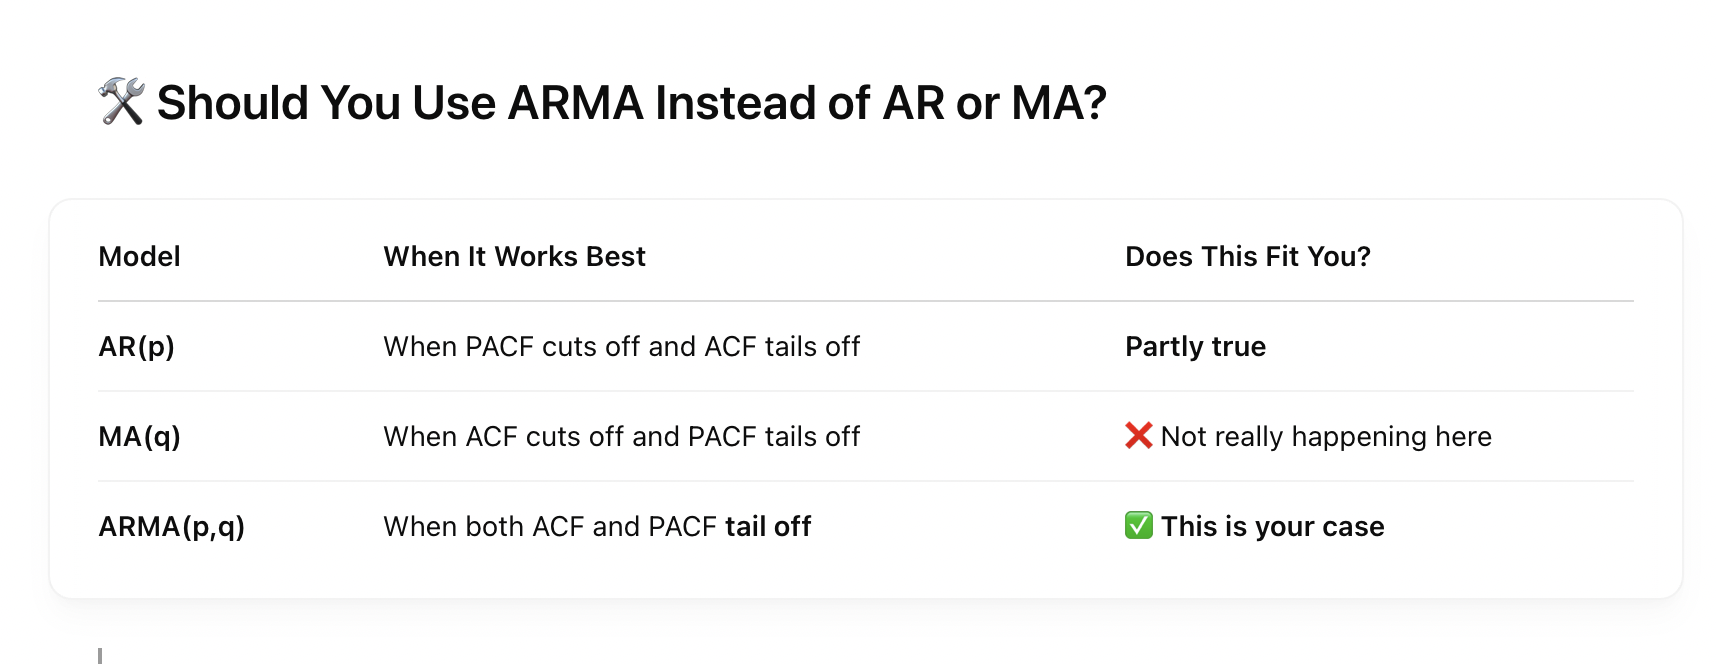 🛠️ Should You Use ARMA Instead of AR or MA?
Model When It Works Best Does This Fit You?
AR(p) When PACF cuts off and ACF tails off Partly true
MA(q) When ACF cuts off and PACF tails off ❌ Not really happening here
ARMA(p,q) When both ACF and PACF tail off ✅ This is your case